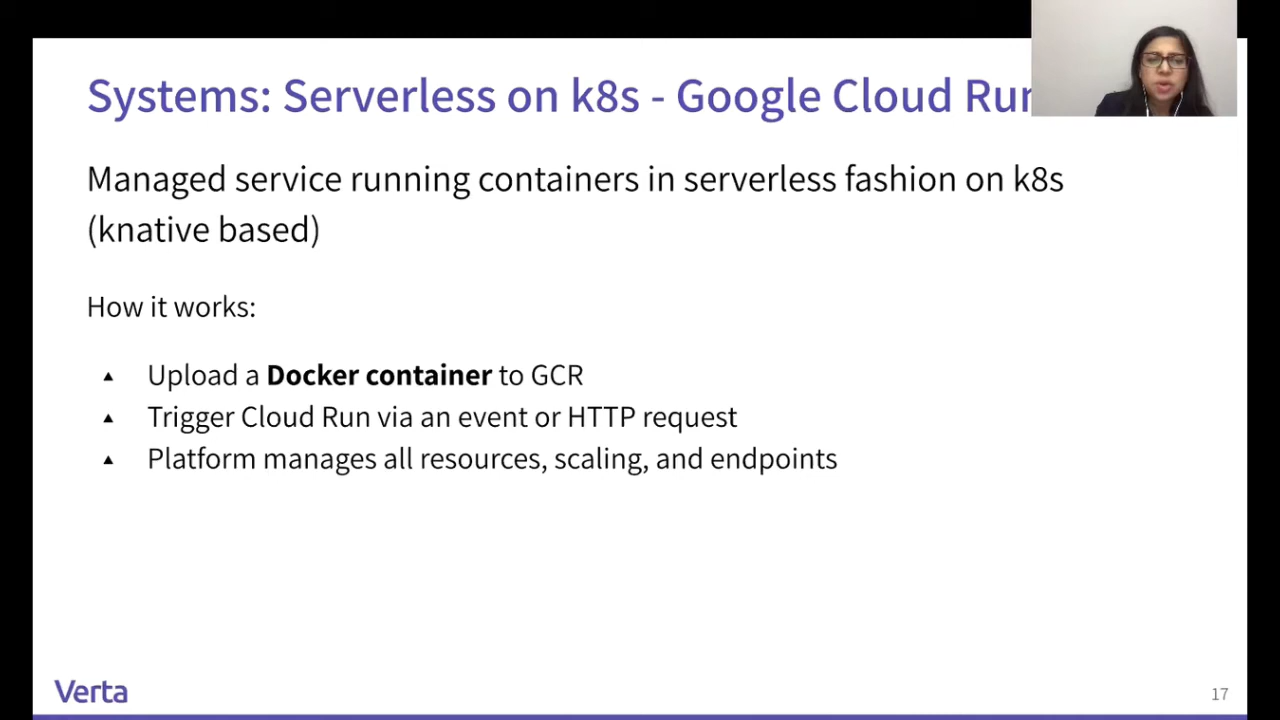 Systems: Serverless on k8s - Google Cloud Run
Managed service running containers in serverless fashion on k8s
(knative based)
How it works:
▲ Upload a Docker container to GCR
▲ Trigger Cloud Run via an event or HTTP request
▲ Platform manages all resources, scaling, and endpoints
Verta
17